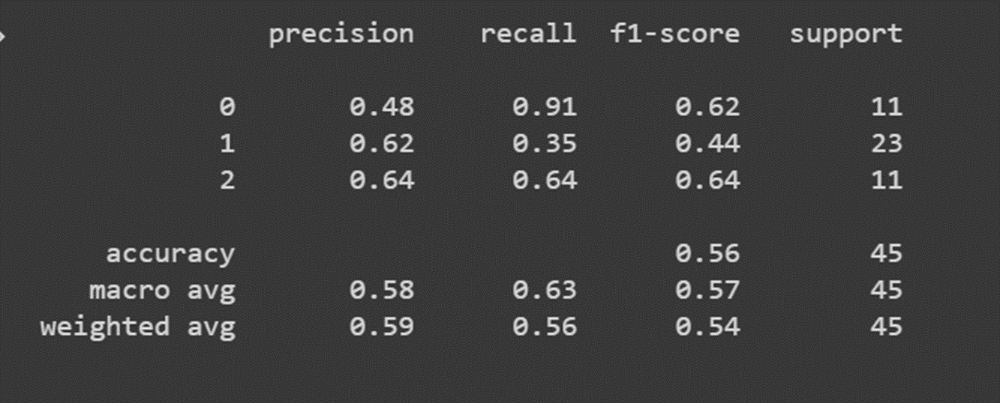 precision recall f1-score support
0 0.48 0.91 0.62 11
1 0.62 0.35 0.44 23
2 0.64 0.64 0.64 11
accuracy 0.56 45
macro avg 0.58 0.63 0.57 45
weighted avg 0.59 0.56 0.54 45